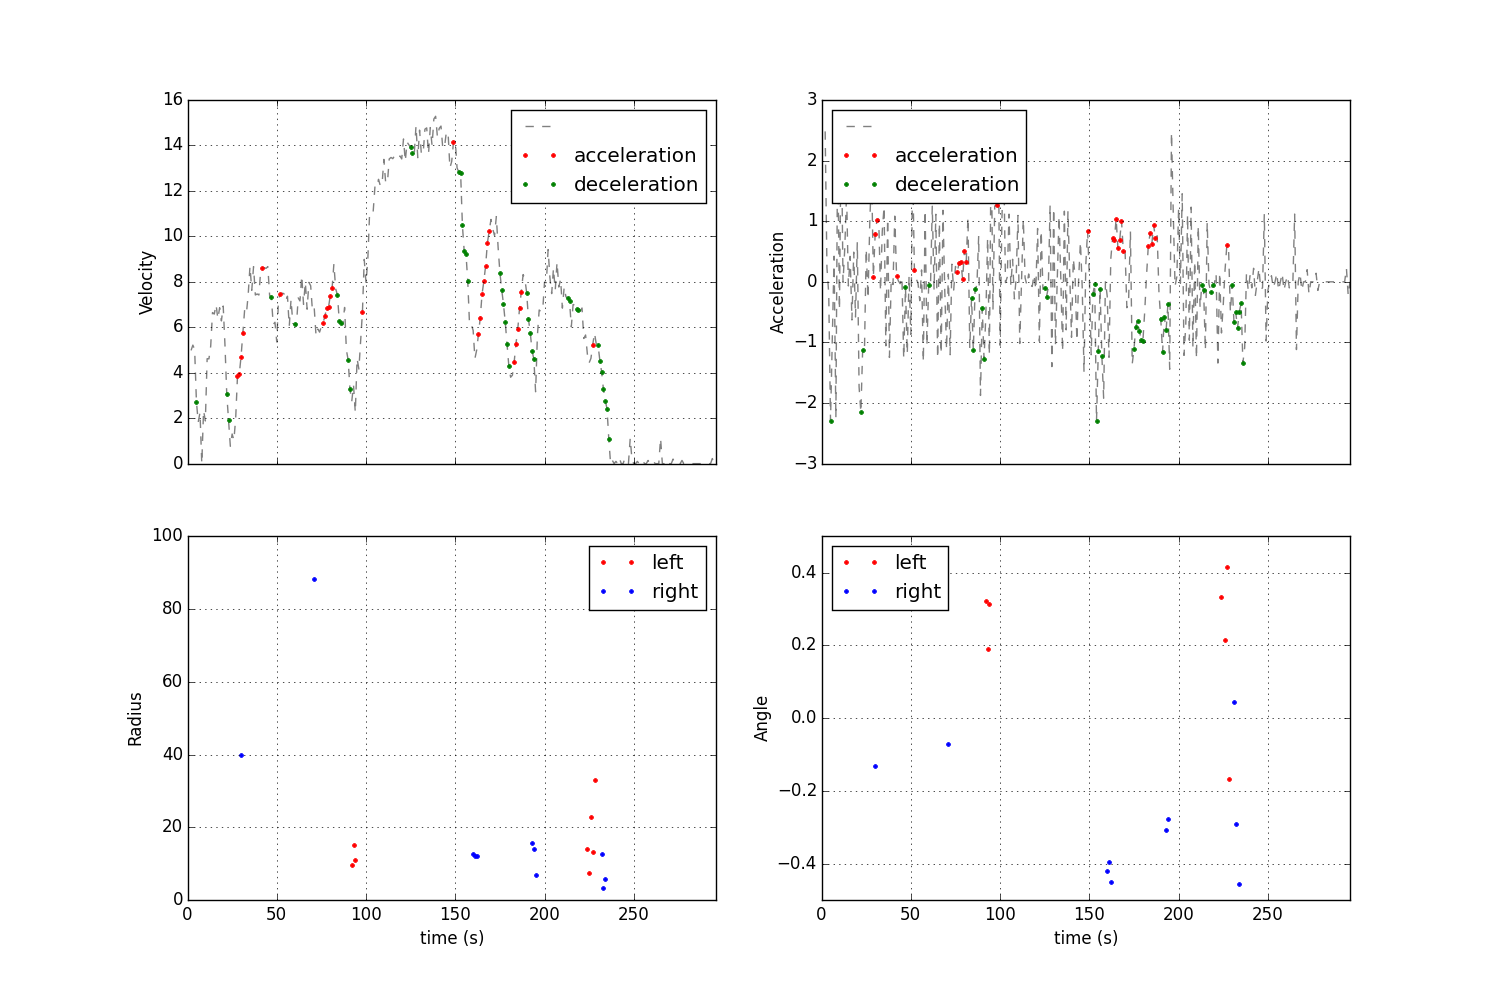 16
14
12
10
8
6
4
2
0
Velocity
acceleration
deceleration
3
2
1
0
−1
−2
−3
Acceleration
acceleration
deceleration
100
80
60
40
20
0
Radius
left
right
0 50 100 150 200 250
time (s)
0.4
0.2
0.0
−0.2
−0.4
Angle
left
right
0 50 100 150 200 250
time (s)